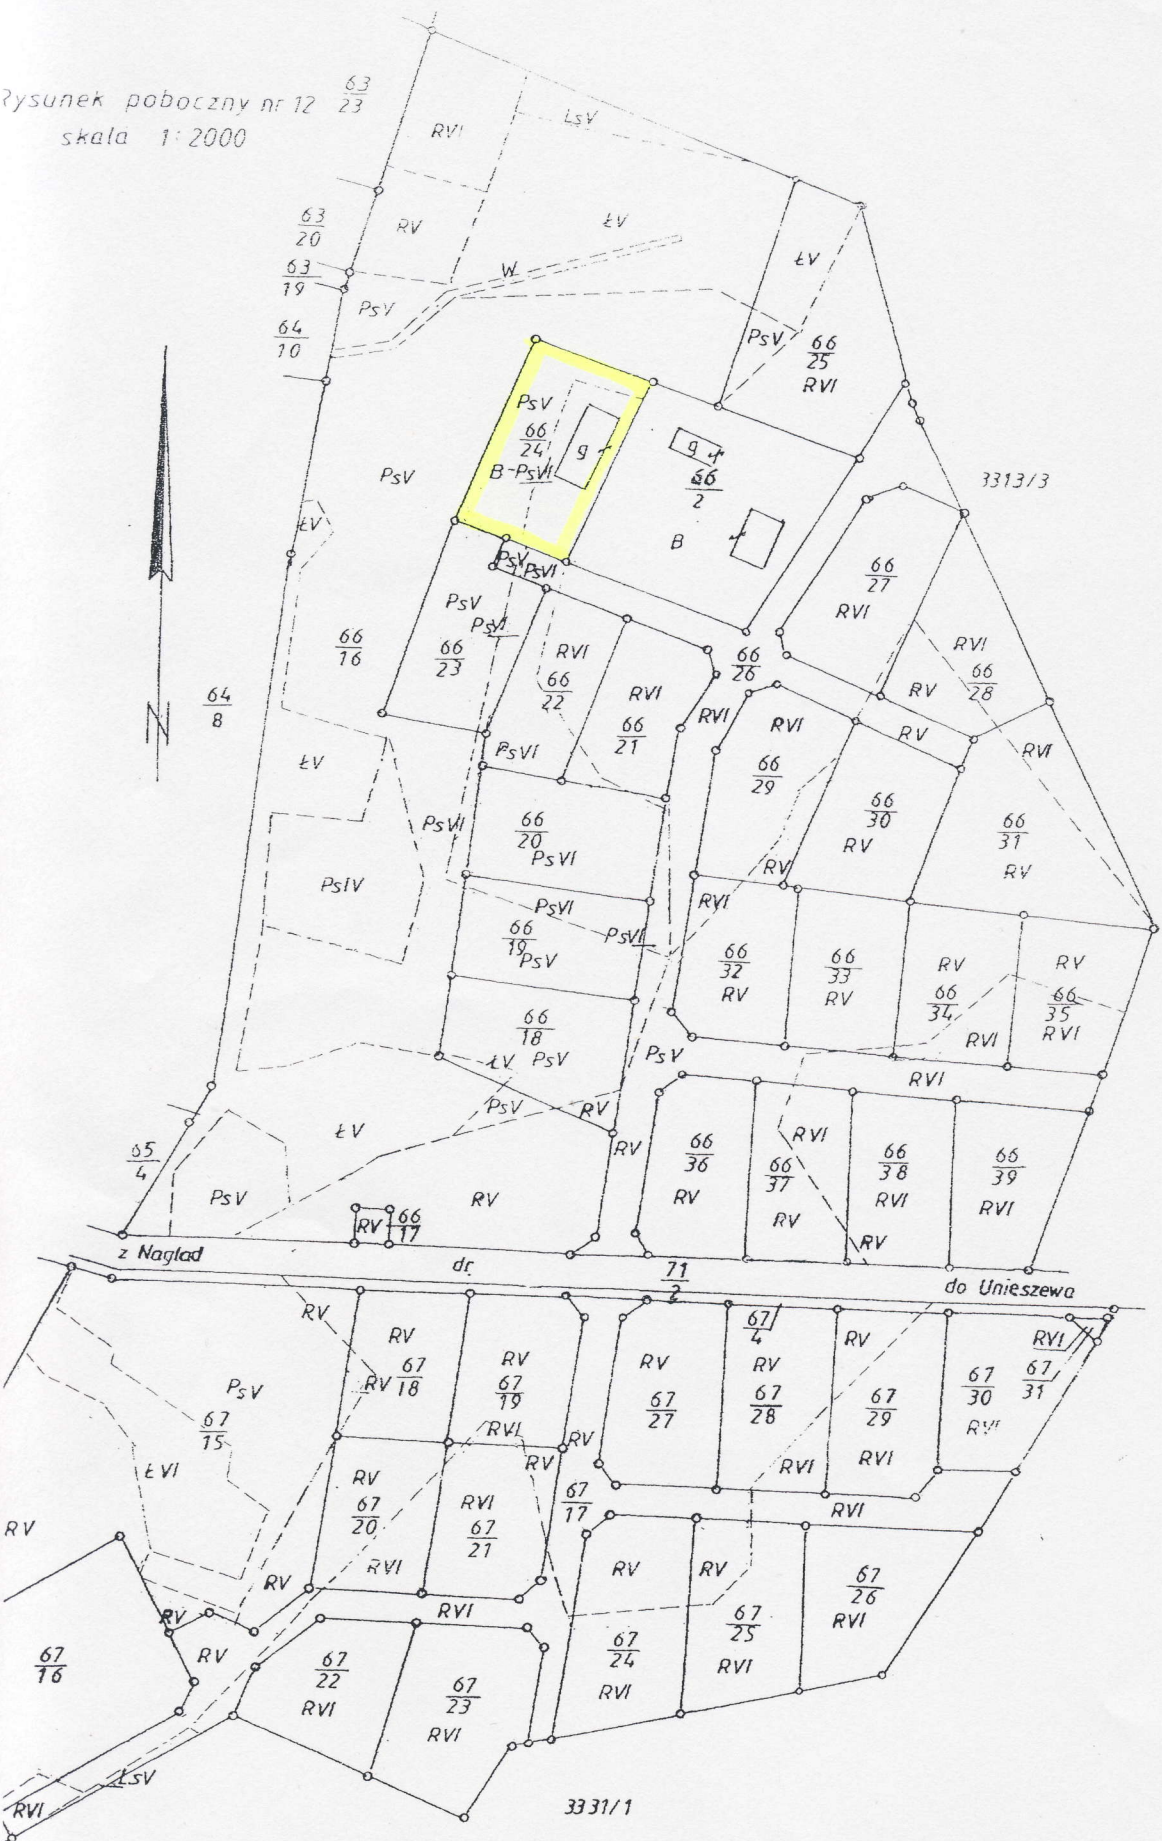 Rysunek poboczny nr 12
skala 1:2000
63
23
RVI
LsV
63
20
RV
ŁV
63
19
W
ŁV
PsV
64
10
PsV
66
25
RVI
PsV
66
24
B-PsVI
g
g
66
2
B
PsV
3313/3
ŁV
PsV
PsVI
66
27
RVI
PsV
PsVI
66
16
66
23
RVI
66
22
66
26
RVI
66
28
RV
64
8
N
RVI
66
21
RVI
RVI
RV
RVI
ŁV
PsVI
66
29
66
30
RV
66
31
RV
PsVI
66
20
PsVI
PsIV
RV
PsVI
RVI
66
19
PsV
PsVI
66
32
RV
66
33
RV
RV
66
34
RVI
RV
66
35
RVI
66
18
ŁV
PsV
PsV
RVI
PsV
RV
ŁV
RV
66
36
RV
RVI
66
37
RV
66
38
RVI
66
39
RVI
65
4
PsV
RV
RV
66
17
RV
z Naglad
dr.
71
2
do Unieszewa
RV
RV
RV
67
18
RV
67
19
RVI
RV
67
27
67
4
RV
67
28
RV
67
29
RVI
67
30
RVI
RVI
67
31
PsV
67
15
ŁVI
RV
RV
RVI
RV
RV
67
20
RVI
RVI
67
21
67
17
RVI
RV
RVI
RV
RV
67
26
RVI
RV
RV
67
16
67
22
RVI
67
23
RVI
67
24
RVI
67
25
RVI
LsV
RVI
3331/1